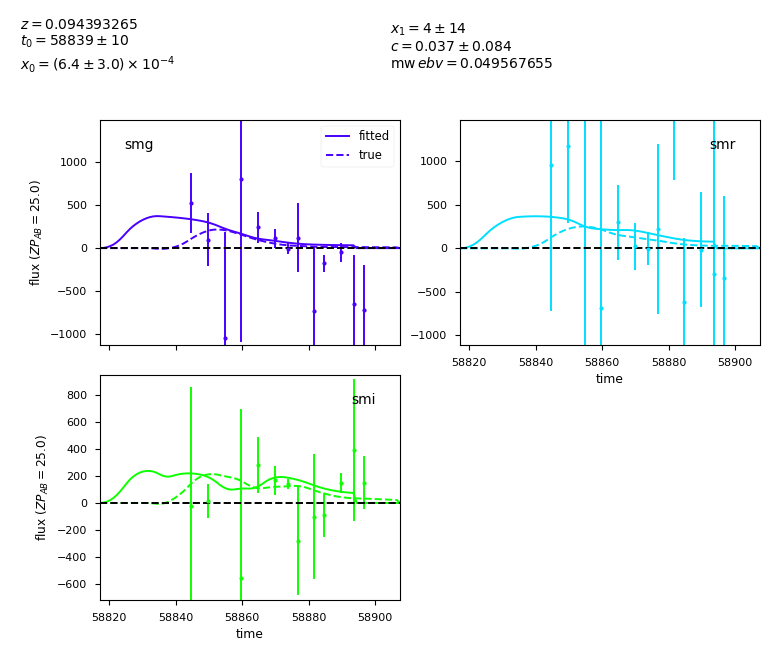 z = 0.094393265
t₀ = 58839 ± 10
x₀ = (6.4 ± 3.0) × 10⁻⁴
x₁ = 4 ± 14
c = 0.037 ± 0.084
mw ebv = 0.049567655
smg
fitted
true
1000
500
0
−500
−1000
flux (ZP_AB = 25.0)
smr
1000
500
0
−500
−1000
58820 58840 58860 58880 58900
time
smi
800
600
400
200
0
−200
−400
−600
flux (ZP_AB = 25.0)
58820 58840 58860 58880 58900
time